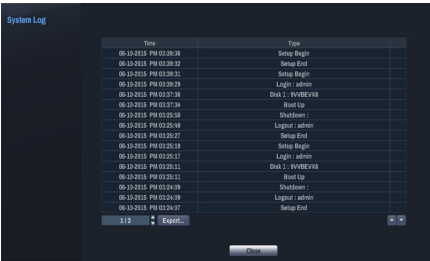 System Log
Time Type
06-10-2015 PM 03:39:36 Setup Begin
06-10-2015 PM 03:39:32 Setup End
06-10-2015 PM 03:39:31 Setup Begin
06-10-2015 PM 03:39:29 Login : admin
06-10-2015 PM 03:37:36 Disk 1 : 9VVBEVX6
06-10-2015 PM 03:37:34 Boot Up
06-10-2015 PM 03:25:50 Shutdown :
06-10-2015 PM 03:25:49 Logout : admin
06-10-2015 PM 03:25:27 Setup End
06-10-2015 PM 03:25:19 Setup Begin
06-10-2015 PM 03:25:17 Login : admin
06-10-2015 PM 03:25:11 Disk 1 : 9VVBEVX6
06-10-2015 PM 03:25:11 Boot Up
06-10-2015 PM 03:24:39 Shutdown :
06-10-2015 PM 03:24:39 Logout : admin
06-10-2015 PM 03:24:37 Setup End
1 / 3 Export...
Close